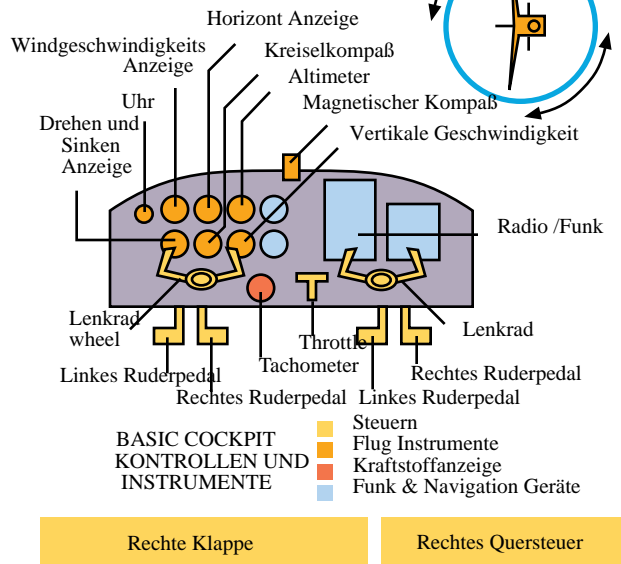 Horizont Anzeige
Windgeschwindigkeits
Anzeige
Kreiselkompaß
Altimeter
Uhr
Magnetischer Kompaß
Drehen und
Sinken
Anzeige
Vertikale Geschwindigkeit
Radio /Funk
Lenkrad
wheel
Throttle
Lenkrad
Tachometer
Linkes Ruderpedal
Rechtes Ruderpedal
Rechtes Ruderpedal
Linkes Ruderpedal
BASIC COCKPIT
KONTROLLEN UND
INSTRUMENTE
Steuern
Flug Instrumente
Kraftstoffanzeige
Funk & Navigation Geräte
Rechte Klappe
Rechtes Quersteuer